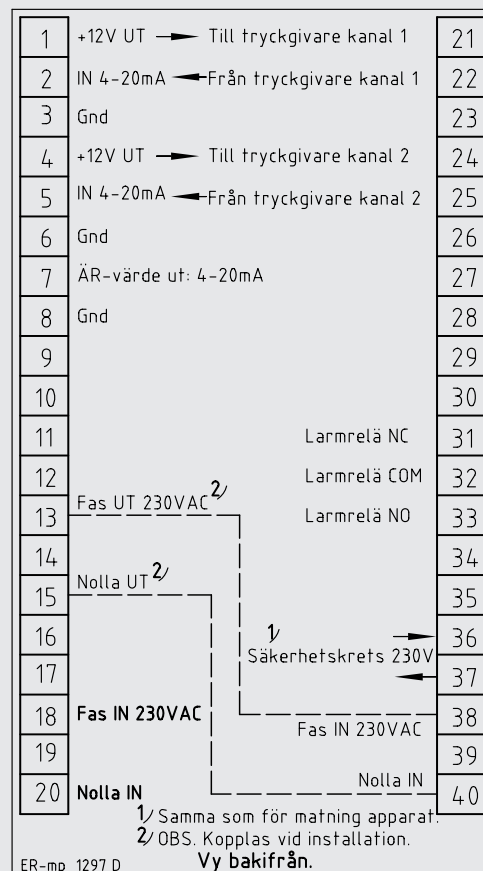 1 +12V UT Till tryckgivare kanal 1 21
2 IN 4-20mA Från tryckgivare kanal 1 22
3 Gnd 23
4 +12V UT Till tryckgivare kanal 2 24
5 IN 4-20mA Från tryckgivare kanal 2 25
6 Gnd 26
7 ÄR-värde ut: 4-20mA 27
8 Gnd 28
9 29
10 30
11 Larmrelä NC 31
12 Larmrelä COM 32
13 Fas UT 230VAC 2) Larmrelä NO 33
14 34
15 Nolla UT 2) 35
16 1) 36
17 Säkerhetskrets 230V 37
18 Fas IN 230VAC Fas IN 230VAC 38
19 39
20 Nolla IN Nolla IN 40
1) Samma som för matning apparat.
2) OBS. Kopplas vid installation.
ER-mp 1297 D Vy bakifrån.